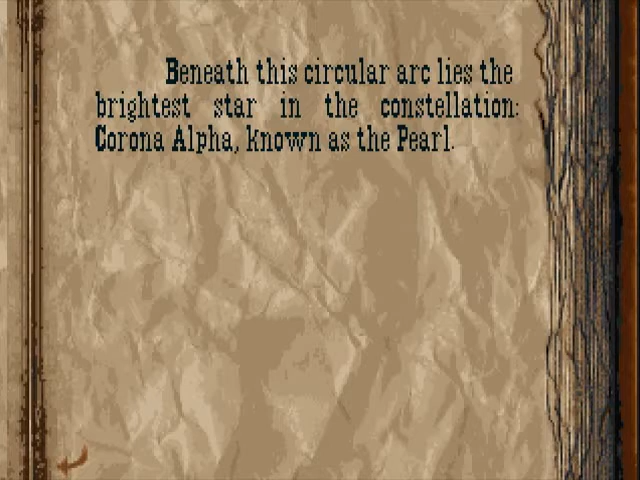 Beneath this circular arc lies the
brightest star in the constellation:
Corona Alpha, known as the Pearl.